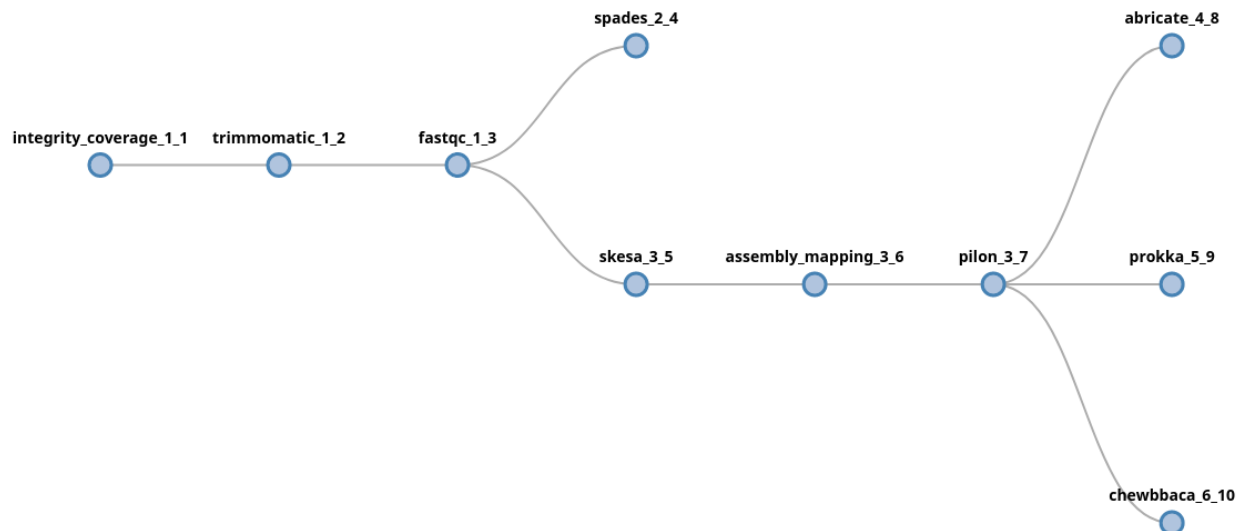 spades_2_4
abricate_4_8
integrity_coverage_1_1
trimmomatic_1_2
fastqc_1_3
skesa_3_5
assembly_mapping_3_6
pilon_3_7
prokka_5_9
chewbbaca_6_10